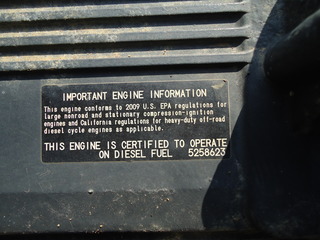 IMPORTANT ENGINE INFORMATION
This engine conforms to 2009 U.S. EPA regulations for
large nonroad and stationary compression-ignition
engines and California regulations for heavy-duty off-road
diesel cycle engines as applicable.
THIS ENGINE IS CERTIFIED TO OPERATE
ON DIESEL FUEL 5258623